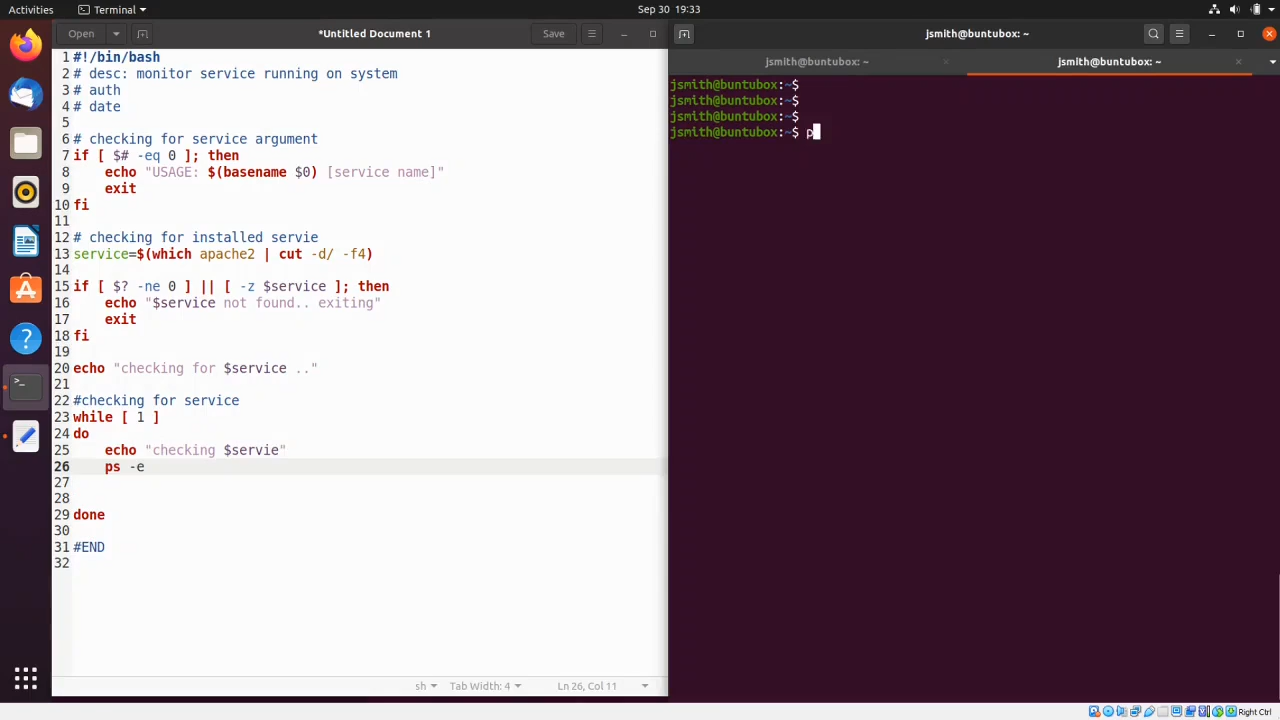 Activities
Terminal
Sep 30 19:33
Open
*Untitled Document 1
Save
1 #!/bin/bash
2 # desc: monitor service running on system
3 # auth
4 # date
5
6 # checking for service argument
7 if [ $# -eq 0 ]; then
8     echo "USAGE: $(basename $0) [service name]"
9     exit
10 fi
11
12 # checking for installed servie
13 service=$(which apache2 | cut -d/ -f4)
14
15 if [ $? -ne 0 ] || [ -z $service ]; then
16     echo "$service not found.. exiting"
17     exit
18 fi
19
20 echo "checking for $service .."
21
22 #checking for service
23 while [ 1 ]
24 do
25     echo "checking $servie"
26     ps -e
27
28
29 done
30
31 #END
32
sh
Tab Width: 4
Ln 26, Col 11
jsmith@buntubox: ~
jsmith@buntubox: ~
jsmith@buntubox: ~
jsmith@buntubox:~$
jsmith@buntubox:~$
jsmith@buntubox:~$
jsmith@buntubox:~$ p
Right Ctrl